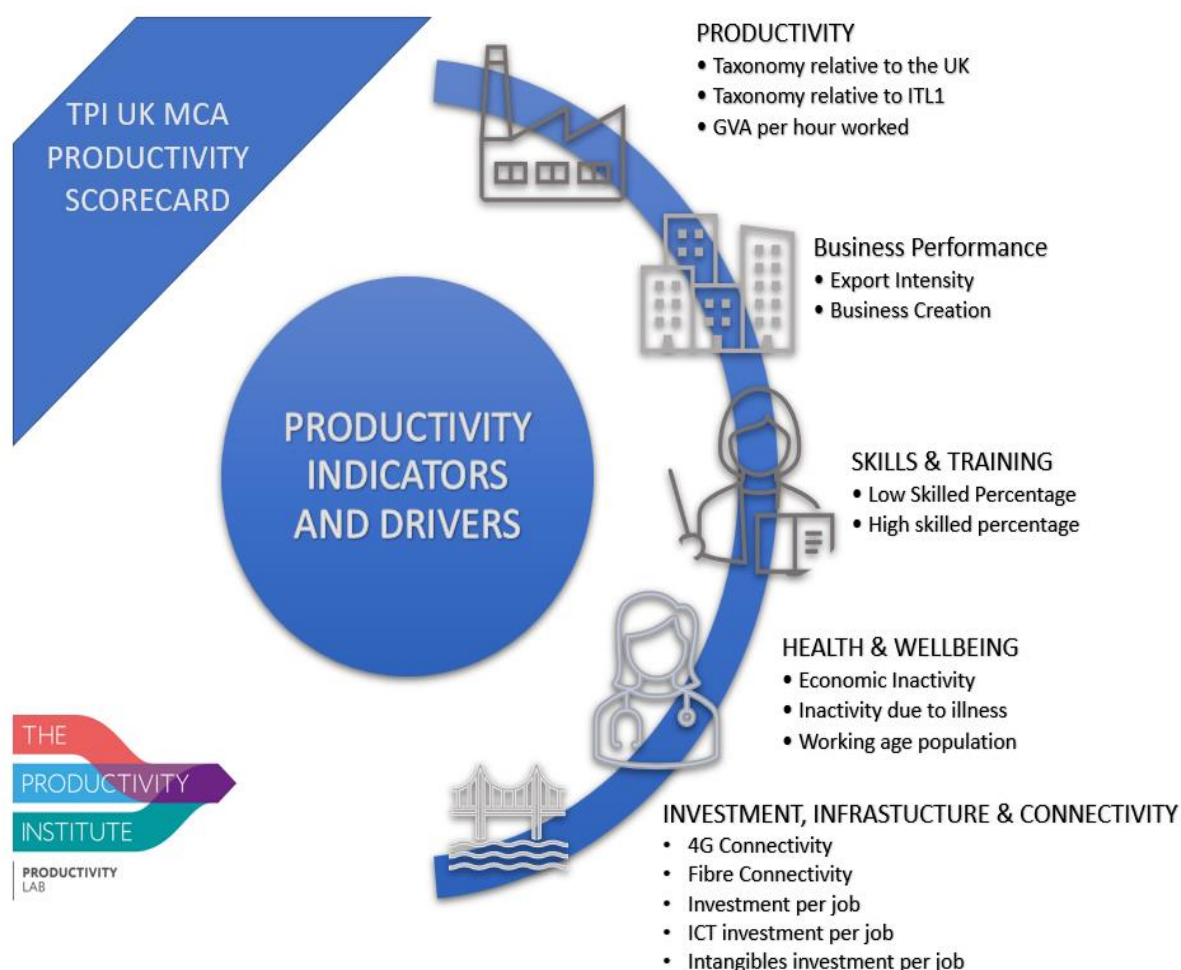 TPI UK MCA
PRODUCTIVITY
SCORECARD
PRODUCTIVITY
• Taxonomy relative to the UK
• Taxonomy relative to ITL1
• GVA per hour worked
Business Performance
• Export Intensity
• Business Creation
PRODUCTIVITY
INDICATORS
AND DRIVERS
SKILLS & TRAINING
• Low Skilled Percentage
• High skilled percentage
HEALTH & WELLBEING
• Economic Inactivity
• Inactivity due to illness
• Working age population
INVESTMENT, INFRASTUCTURE & CONNECTIVITY
• 4G Connectivity
• Fibre Connectivity
• Investment per job
• ICT investment per job
• Intangibles investment per job
THE
PRODUCTIVITY
INSTITUTE
PRODUCTIVITY
LAB